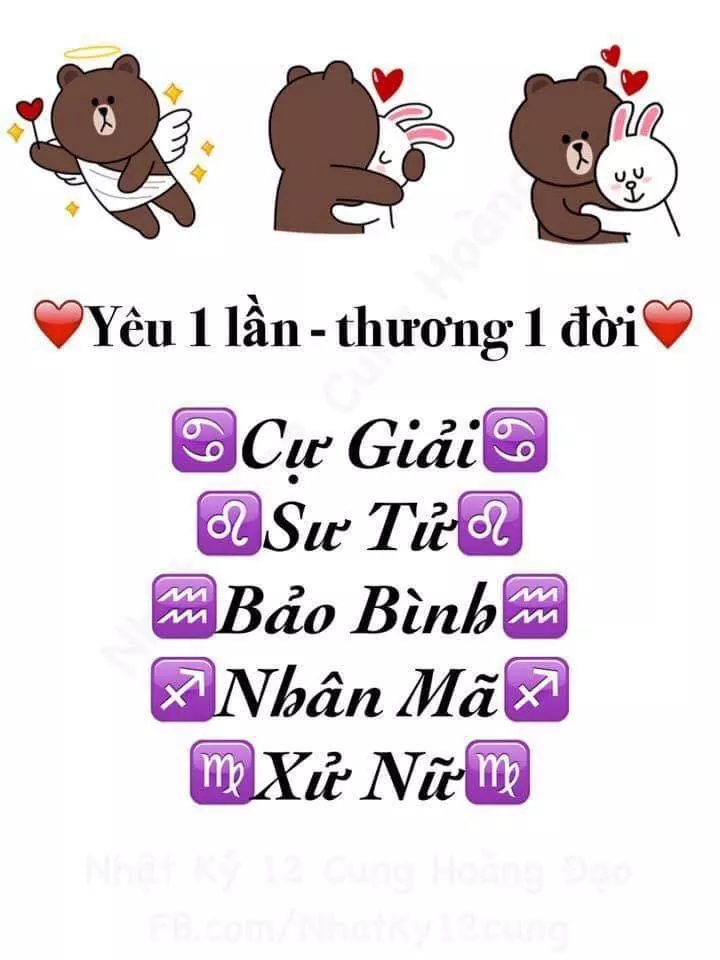 ❤️Yêu 1 lần - thương 1 đời❤️
♋Cự Giải♋
♌Sư Tử♌
♒Bảo Bình♒
♐Nhân Mã♐
♍Xử Nữ♍
Nhật Ký 12 Cung Hoàng Đạo
FB.com/NhatKy12cung